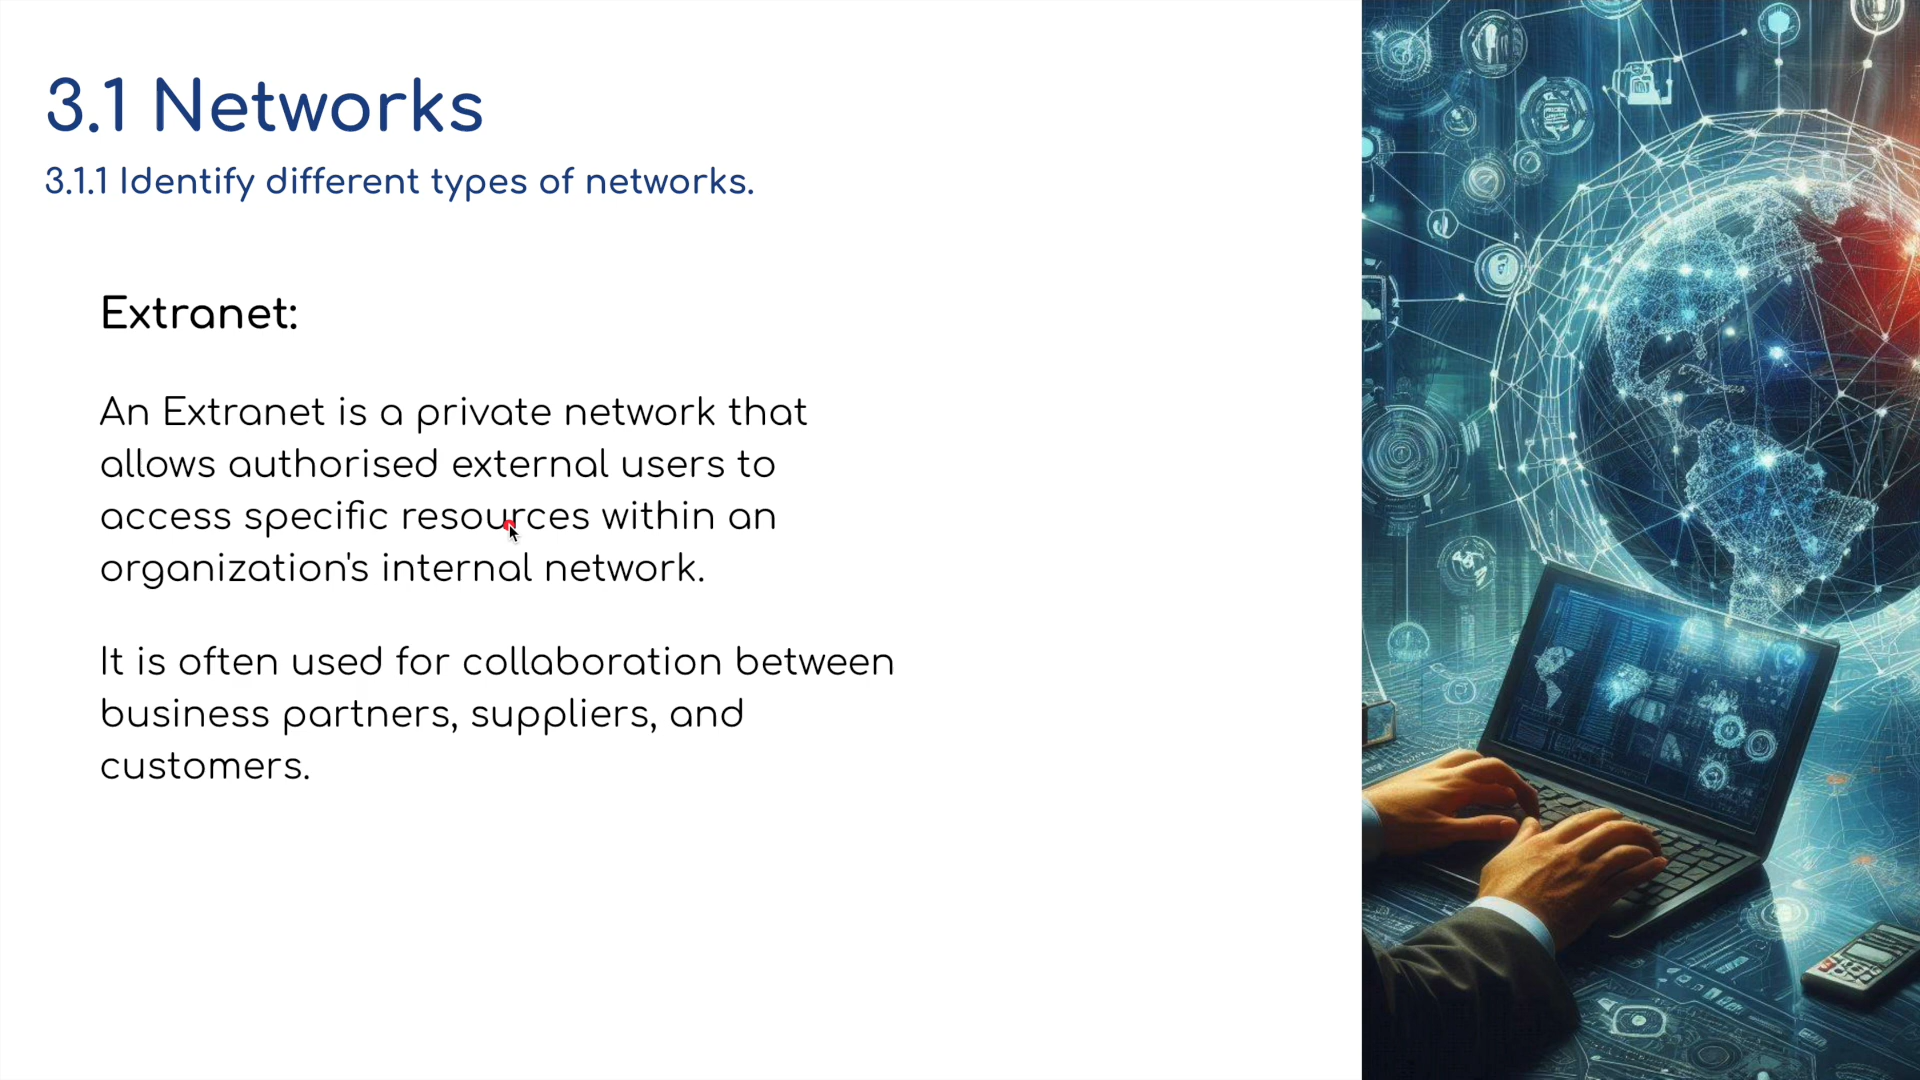 3.1 Networks
3.1.1 Identify different types of networks.
Extranet:
An Extranet is a private network that
allows authorised external users to
access specific resources within an
organization's internal network.
It is often used for collaboration between
business partners, suppliers, and
customers.